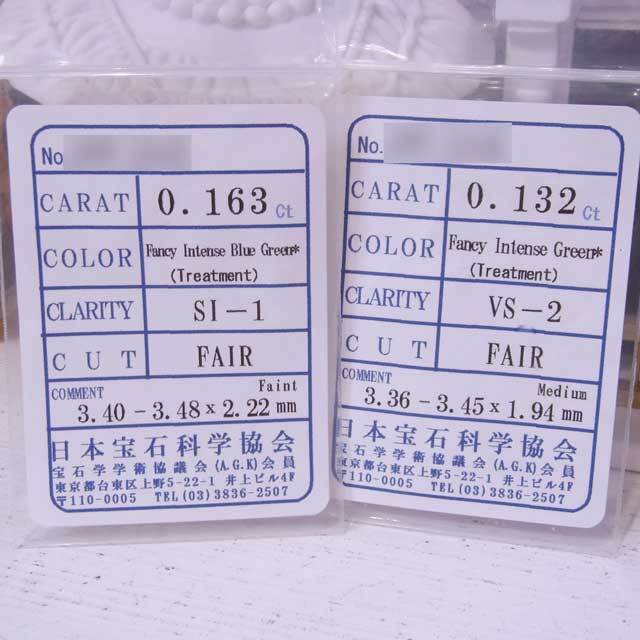 No
CARAT 0.163 Ct
COLOR Fancy Intense Blue Green*
(Treatment)
CLARITY SI-1
CUT FAIR
COMMENT Faint
3.40 - 3.48 x 2.22 mm
日本宝石科学協会
宝石学学術協議会(A.G.K)会員
東京都台東区上野5-22-1 井上ビル4F
〒110-0005 TEL(03)3836-2507
No.
CARAT 0.132 Ct
COLOR Fancy Intense Green*
(Treatment)
CLARITY VS-2
CUT FAIR
COMMENT Medium
3.36 - 3.45 x 1.94 mm
日本宝石科学協会
宝石学学術協議会(A.G.K)会員
東京都台東区上野5-22-1 井上ビル4F
〒110-0005 TEL(03)3836-2507